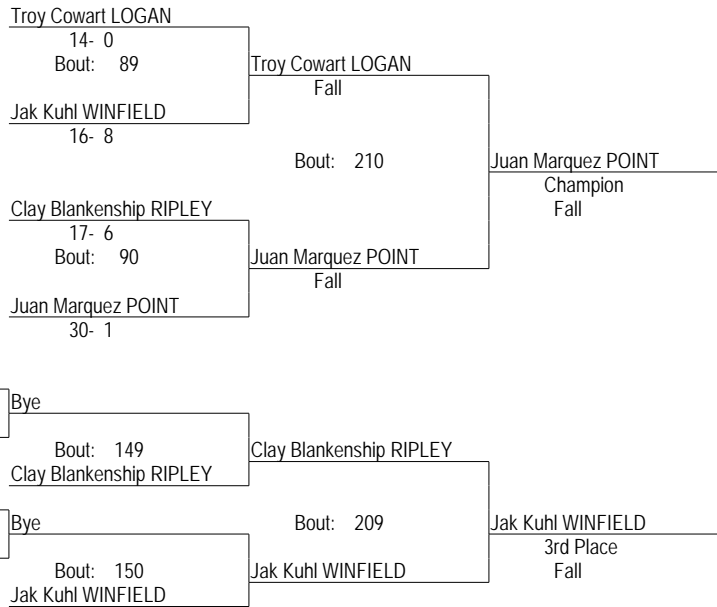 Troy Cowart LOGAN
14- 0
Bout: 89
Troy Cowart LOGAN
Fall
Jak Kuhl WINFIELD
16- 8
Bout: 210
Juan Marquez POINT
Champion
Fall
Clay Blankenship RIPLEY
17- 6
Bout: 90
Juan Marquez POINT
Fall
Juan Marquez POINT
30- 1
Bye
Bout: 149
Clay Blankenship RIPLEY
Clay Blankenship RIPLEY
Bye
Bout: 209
Jak Kuhl WINFIELD
3rd Place
Fall
Bout: 150
Jak Kuhl WINFIELD
Jak Kuhl WINFIELD